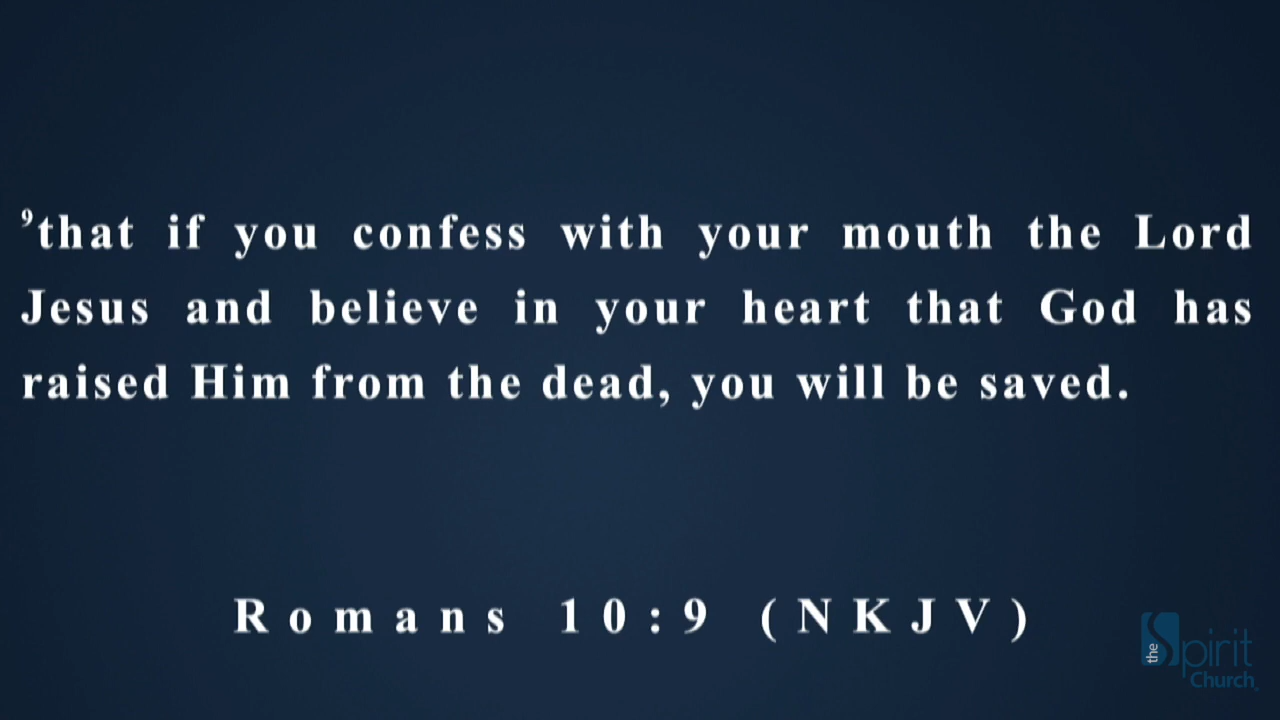 ⁹that if you confess with your mouth the Lord
Jesus and believe in your heart that God has
raised Him from the dead, you will be saved.
Romans 10:9 (NKJV)
the Spirit
Church